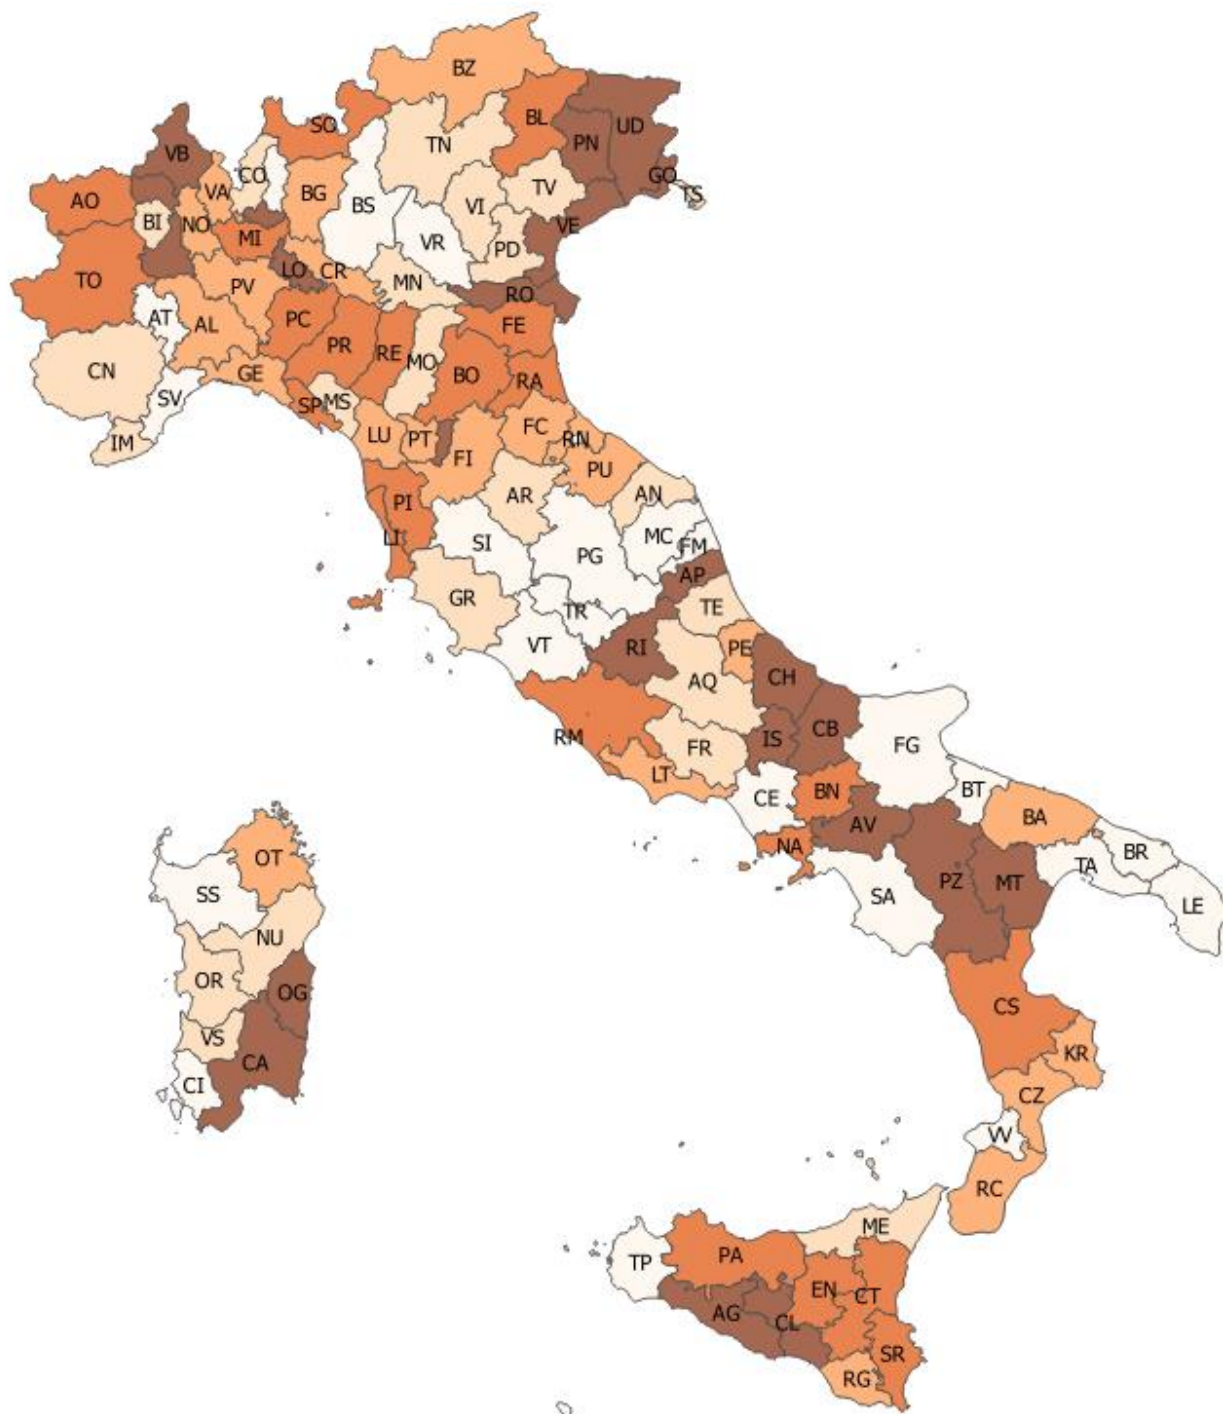 BZ
SO
BL
UD
PN
TN
VB
CO
VA
BG
GO
TS
AO
BS
VI
TV
BI
NO
MI
VR
VE
PD
TO
LO
CR
PV
MN
RO
AT
AL
PC
FE
PR
RE
MO
CN
GE
BO
RA
SV
SP
MS
IM
LU
PT
FC
RN
FI
PU
AR
AN
PI
LI
SI
PG
MC
FM
AP
GR
TR
TE
VT
RI
PE
CH
AQ
CB
RM
IS
FR
FG
LT
CE
BN
BT
BA
AV
NA
OT
BR
TA
SS
SA
PZ
MT
LE
NU
OR
OG
CS
VS
CA
CI
KR
CZ
VV
RC
ME
TP
PA
EN
CT
AG
CL
SR
RG